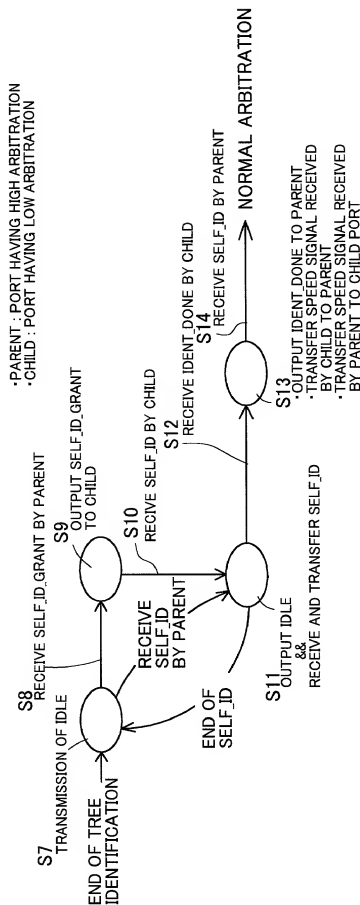 ・PARENT : PORT HAVING HIGH ARBITRATION
・CHILD : PORT HAVING LOW ARBITRATION
S7
TRANSMISSION OF IDLE
END OF TREE
IDENTIFICATION
S8
RECEIVE SELF_ID_GRANT BY PARENT
S9
OUTPUT SELF_ID_GRANT
TO CHILD
S10
RECIVE SELF_ID BY CHILD
RECEIVE
SELF_ID
BY PARENT
END OF
SELF_ID
S11
OUTPUT IDLE
&&
RECEIVE AND TRANSFER SELF_ID
S12
RECEIVE IDENT_DONE BY CHILD
S13
・OUTPUT IDENT_DONE TO PARENT
・TRANSFER SPEED SIGNAL RECEIVED
BY CHILD TO PARENT
・TRANSFER SPEED SIGNAL RECEIVED
BY PARENT TO CHILD PORT
S14
RECEIVE SELF_ID BY PARENT
NORMAL ARBITRATION